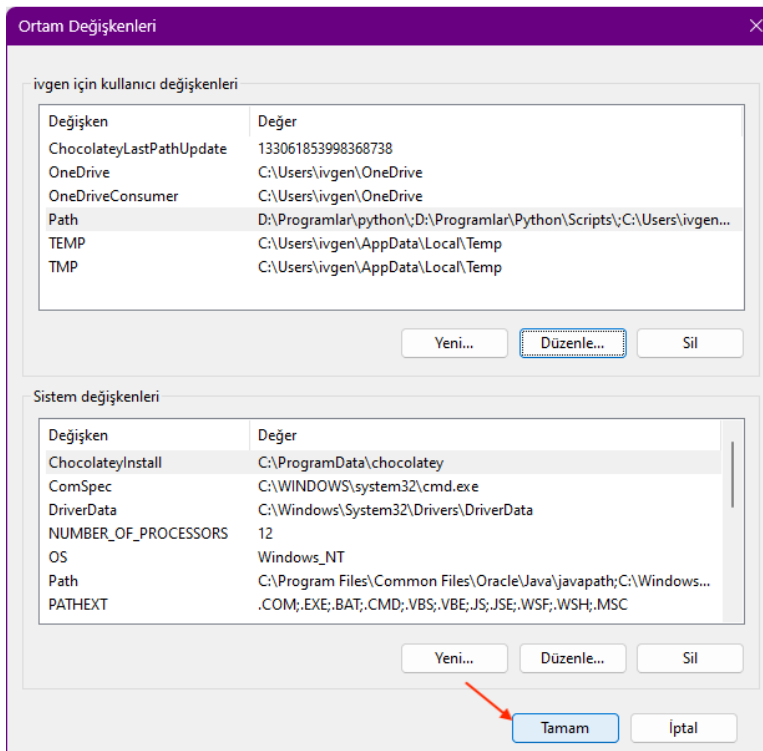 Ortam Değişkenleri
ivgen için kullanıcı değişkenleri
Değişken Değer
ChocolateyLastPathUpdate 133061853998368738
OneDrive C:\Users\ivgen\OneDrive
OneDriveConsumer C:\Users\ivgen\OneDrive
Path D:\Programlar\python\;D:\Programlar\Python\Scripts\;C:\Users\ivgen...
TEMP C:\Users\ivgen\AppData\Local\Temp
TMP C:\Users\ivgen\AppData\Local\Temp
Yeni... Düzenle... Sil
Sistem değişkenleri
Değişken Değer
ChocolateyInstall C:\ProgramData\chocolatey
ComSpec C:\WINDOWS\system32\cmd.exe
DriverData C:\Windows\System32\Drivers\DriverData
NUMBER_OF_PROCESSORS 12
OS Windows_NT
Path C:\Program Files\Common Files\Oracle\Java\javapath;C:\Windows...
PATHEXT .COM;.EXE;.BAT;.CMD;.VBS;.VBE;.JS;.JSE;.WSF;.WSH;.MSC
Yeni... Düzenle... Sil
Tamam İptal